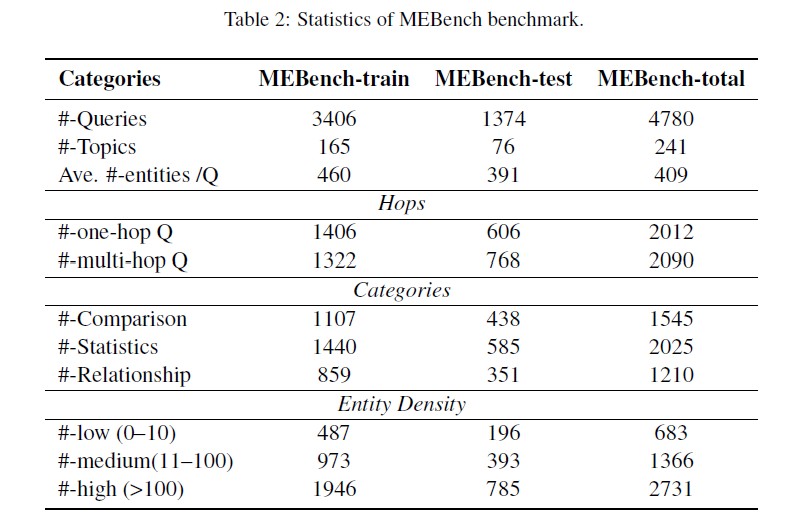 Table 2: Statistics of MEBench benchmark.
Categories MEBench-train MEBench-test MEBench-total
#-Queries 3406 1374 4780
#-Topics 165 76 241
Ave. #-entities /Q 460 391 409
Hops
#-one-hop Q 1406 606 2012
#-multi-hop Q 1322 768 2090
Categories
#-Comparison 1107 438 1545
#-Statistics 1440 585 2025
#-Relationship 859 351 1210
Entity Density
#-low (0–10) 487 196 683
#-medium(11–100) 973 393 1366
#-high (>100) 1946 785 2731